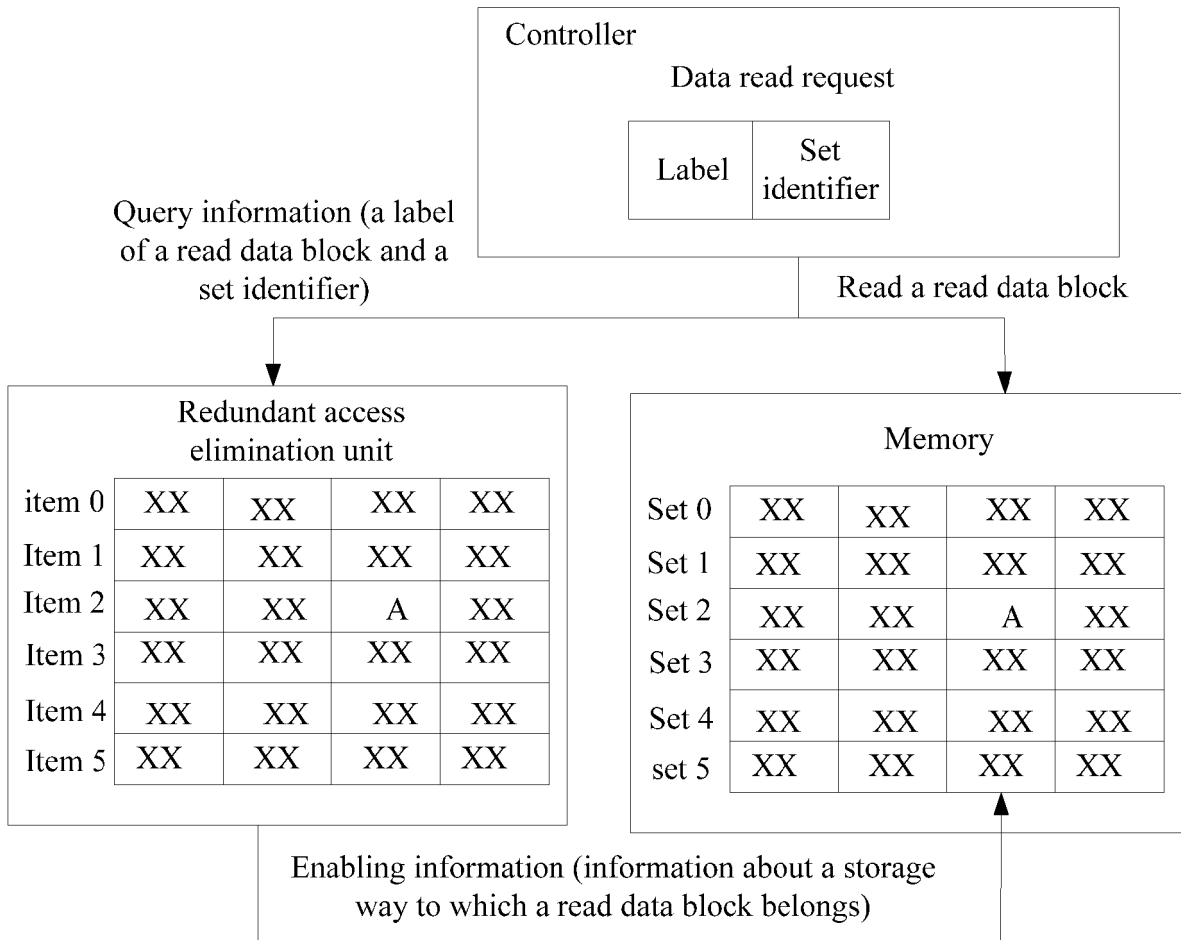 Controller
Data read request
Label
Set
identifier
Query information (a label
of a read data block and a
set identifier)
Read a read data block
Redundant access
elimination unit
item 0 XX XX XX XX
Item 1 XX XX XX XX
Item 2 XX XX A XX
Item 3 XX XX XX XX
Item 4 XX XX XX XX
Item 5 XX XX XX XX
Memory
Set 0 XX XX XX XX
Set 1 XX XX XX XX
Set 2 XX XX A XX
Set 3 XX XX XX XX
Set 4 XX XX XX XX
set 5 XX XX XX XX
Enabling information (information about a storage
way to which a read data block belongs)